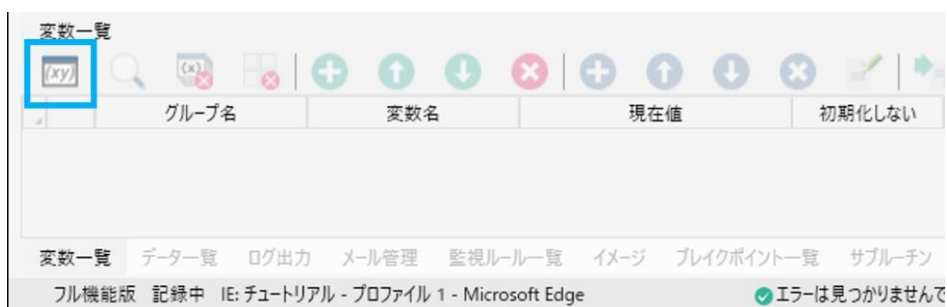 変数一覧
(xy) (x)
グループ名 変数名 現在値 初期化しない
変数一覧 データ一覧 ログ出力 メール管理 監視ルール一覧 イメージ ブレイクポイント一覧 サブルーチン
フル機能版 記録中 IE: チュートリアル - プロファイル 1 - Microsoft Edge エラーは見つかりませんで